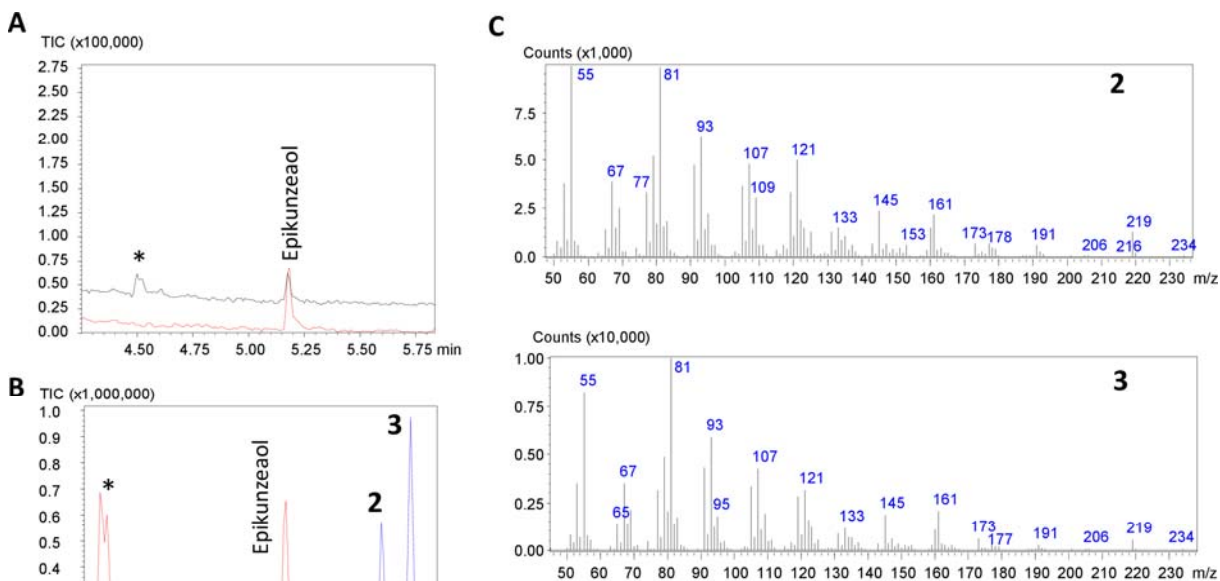 A
TIC (x100,000)
2.75
2.50
2.25
2.00
1.75
1.50
1.25
1.00
0.75
0.50
0.25
0.00
*
Epikunzeaol
4.50 4.75 5.00 5.25 5.50 5.75 min
B
TIC (x1,000,000)
1.0
0.9
0.8
0.7
0.6
0.5
0.4
*
Epikunzeaol
2
3
C
Counts (x1,000)
2
7.5
5.0
2.5
0.0
55 67 77 81 93 107 109 121 133 145 153 161 173 178 191 206 216 219 234
50 60 70 80 90 100 110 120 130 140 150 160 170 180 190 200 210 220 230 m/z
Counts (x10,000)
3
1.00
0.75
0.50
0.25
0.00
55 65 67 81 93 95 107 121 133 145 161 173 177 191 206 219 234
50 60 70 80 90 100 110 120 130 140 150 160 170 180 190 200 210 220 230 m/z